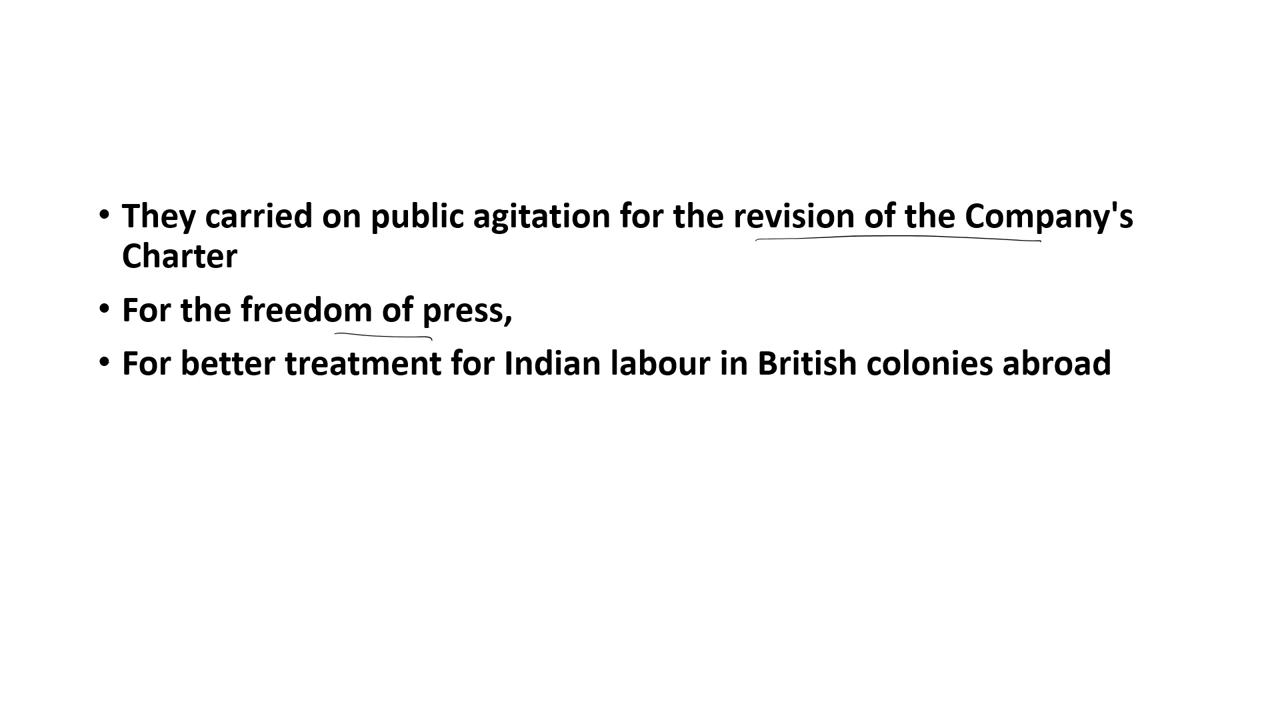 • They carried on public agitation for the revision of the Company's
Charter
• For the freedom of press,
• For better treatment for Indian labour in British colonies abroad